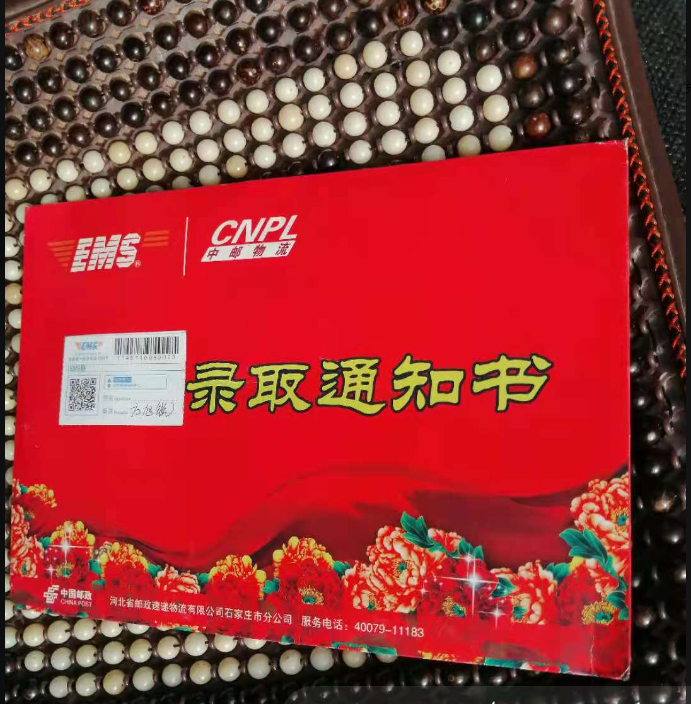 EMS
CNPL
中邮物流
EMS
录取通知书
中国邮政
CHINA POST
河北省邮政速递物流有限公司石家庄市分公司 服务电话：40079-11183